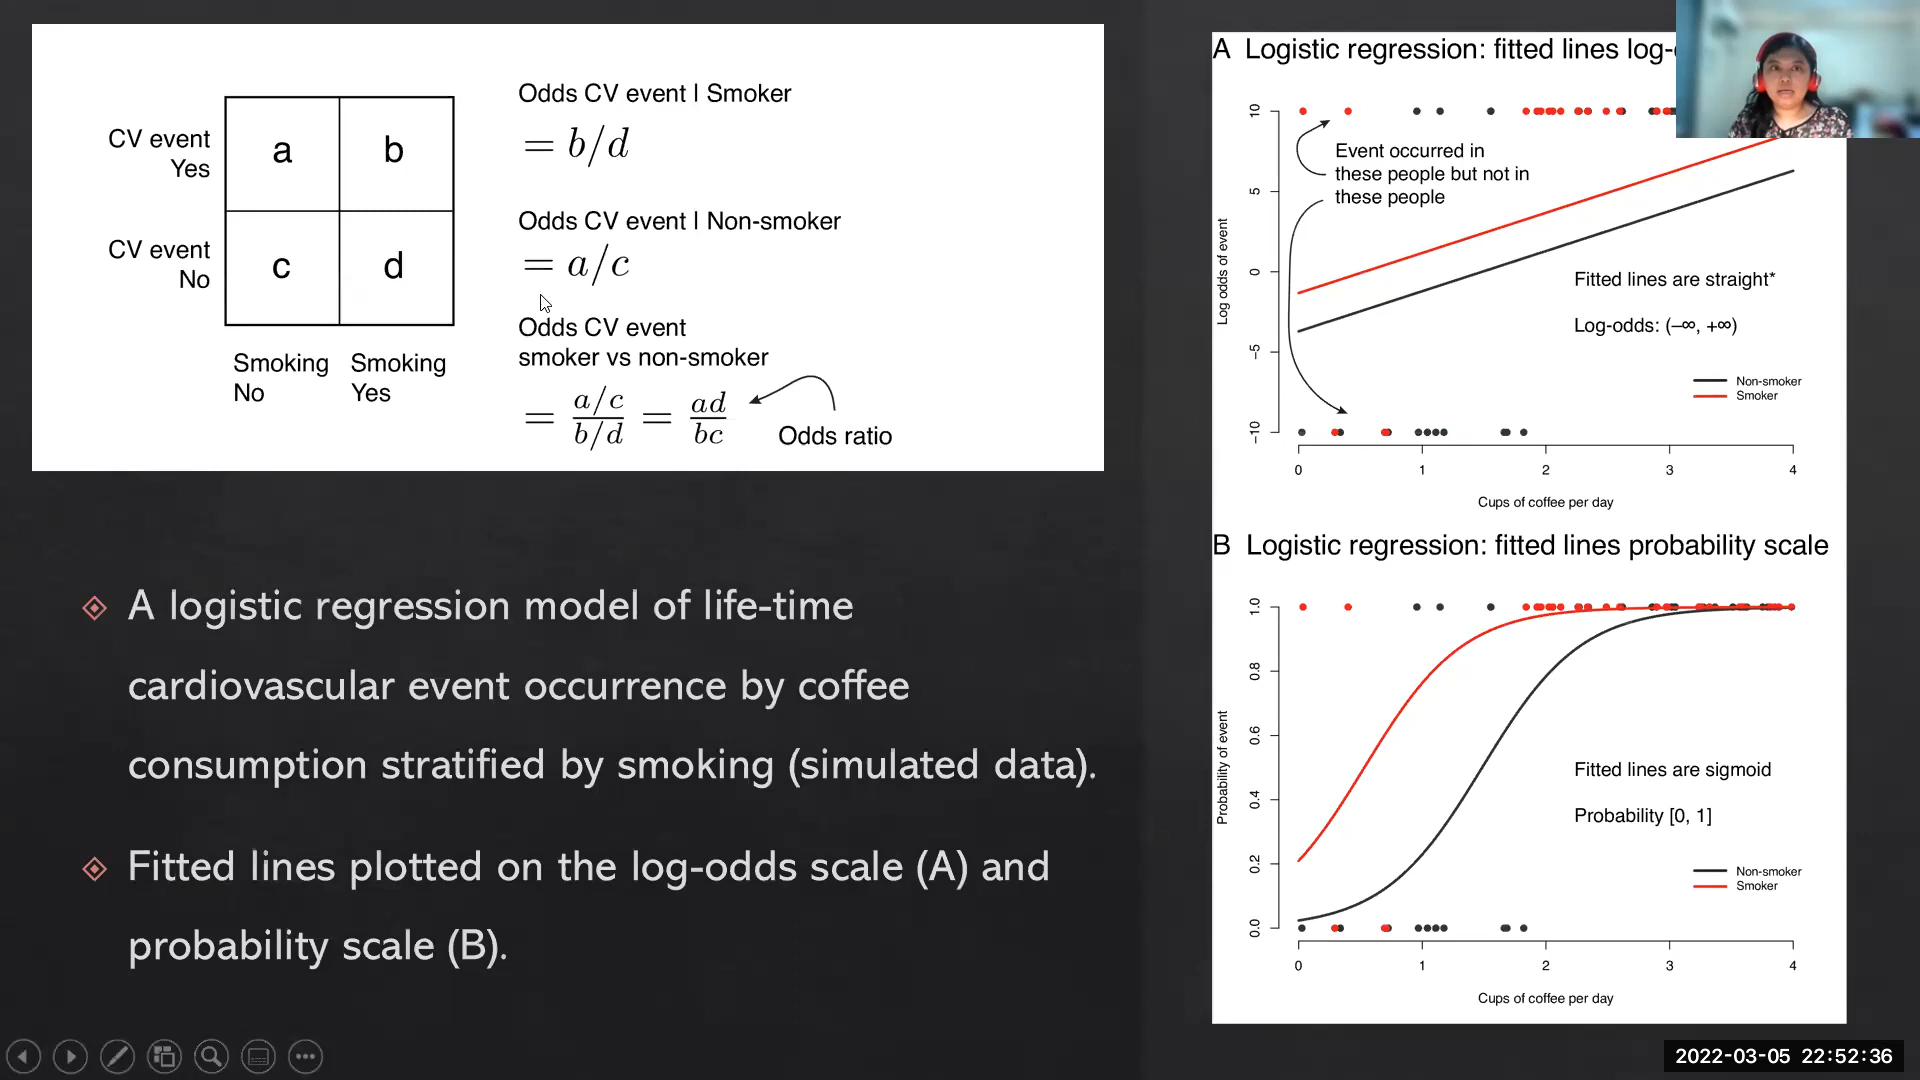 Odds CV event | Smoker
= b/d
Odds CV event | Non-smoker
= a/c
Odds CV event
smoker vs non-smoker
= a/c / b/d = ad / bc
Odds ratio
CV event
Yes
a b
CV event
No
c d
Smoking Smoking
No Yes
A logistic regression model of life-time
cardiovascular event occurrence by coffee
consumption stratified by smoking (simulated data).
Fitted lines plotted on the log-odds scale (A) and
probability scale (B).
A Logistic regression: fitted lines log-
Event occurred in
these people but not in
these people
Fitted lines are straight*
Log-odds: (–∞, +∞)
Non-smoker
Smoker
Log odds of event
10
5
0
−5
−10
0 1 2 3 4
Cups of coffee per day
B Logistic regression: fitted lines probability scale
Fitted lines are sigmoid
Probability [0, 1]
Non-smoker
Smoker
Probability of event
1.0
0.8
0.6
0.4
0.2
0.0
0 1 2 3 4
Cups of coffee per day
2022-03-05 22:52:36